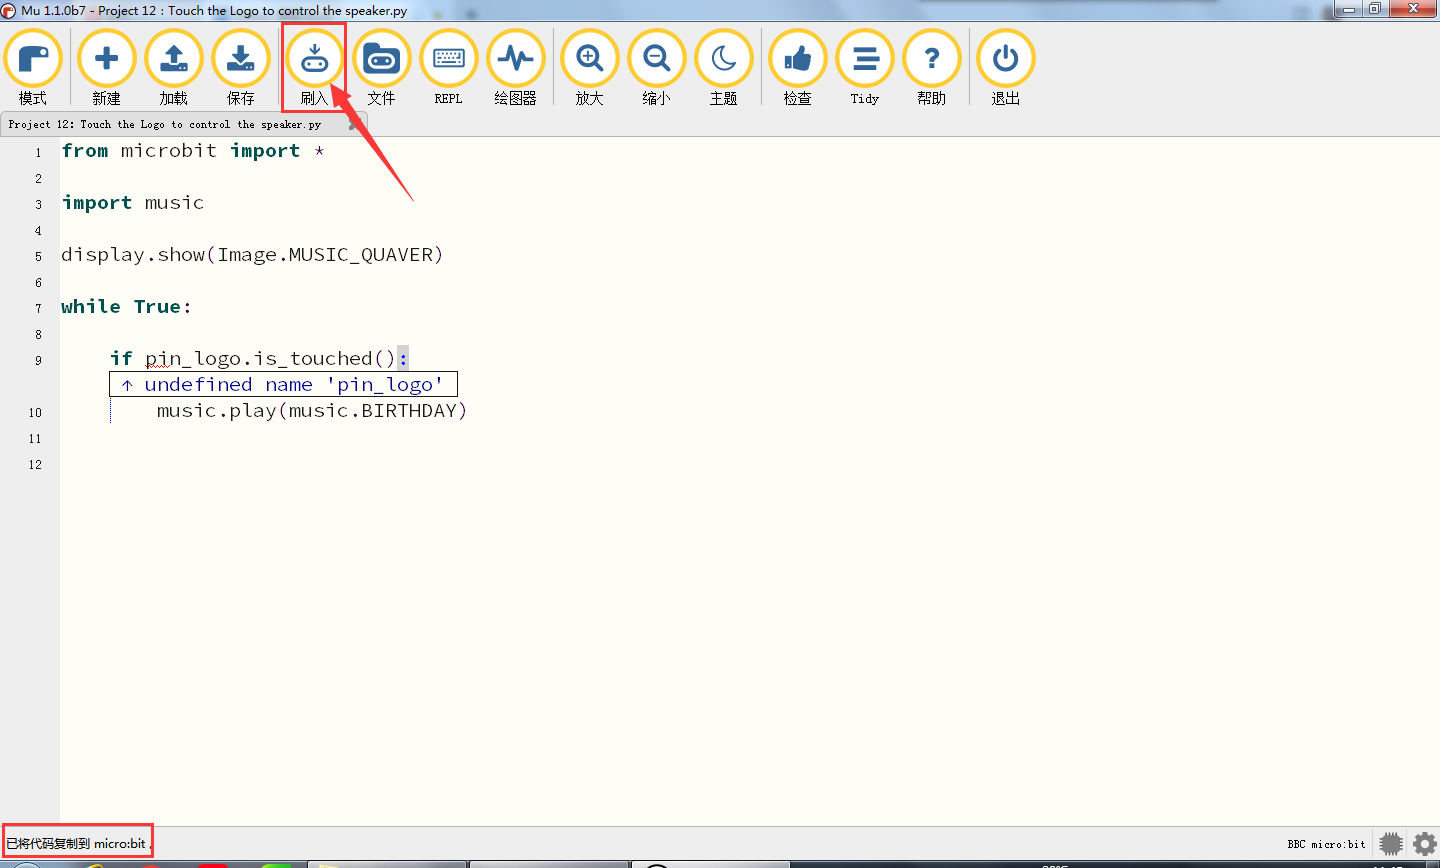 Mu 1.1.0b7 - Project 12 : Touch the Logo to control the speaker.py
模式 新建 加载 保存 刷入 文件 REPL 绘图器 放大 缩小 主题 检查 Tidy 帮助 退出
Project 12: Touch the Logo to control the speaker.py
1 from microbit import *
2
3 import music
4
5 display.show(Image.MUSIC_QUAVER)
6
7 while True:
8
9 if pin_logo.is_touched():
↑ undefined name 'pin_logo'
10 music.play(music.BIRTHDAY)
11
12
已将代码复制到 micro:bit 。
BBC micro:bit